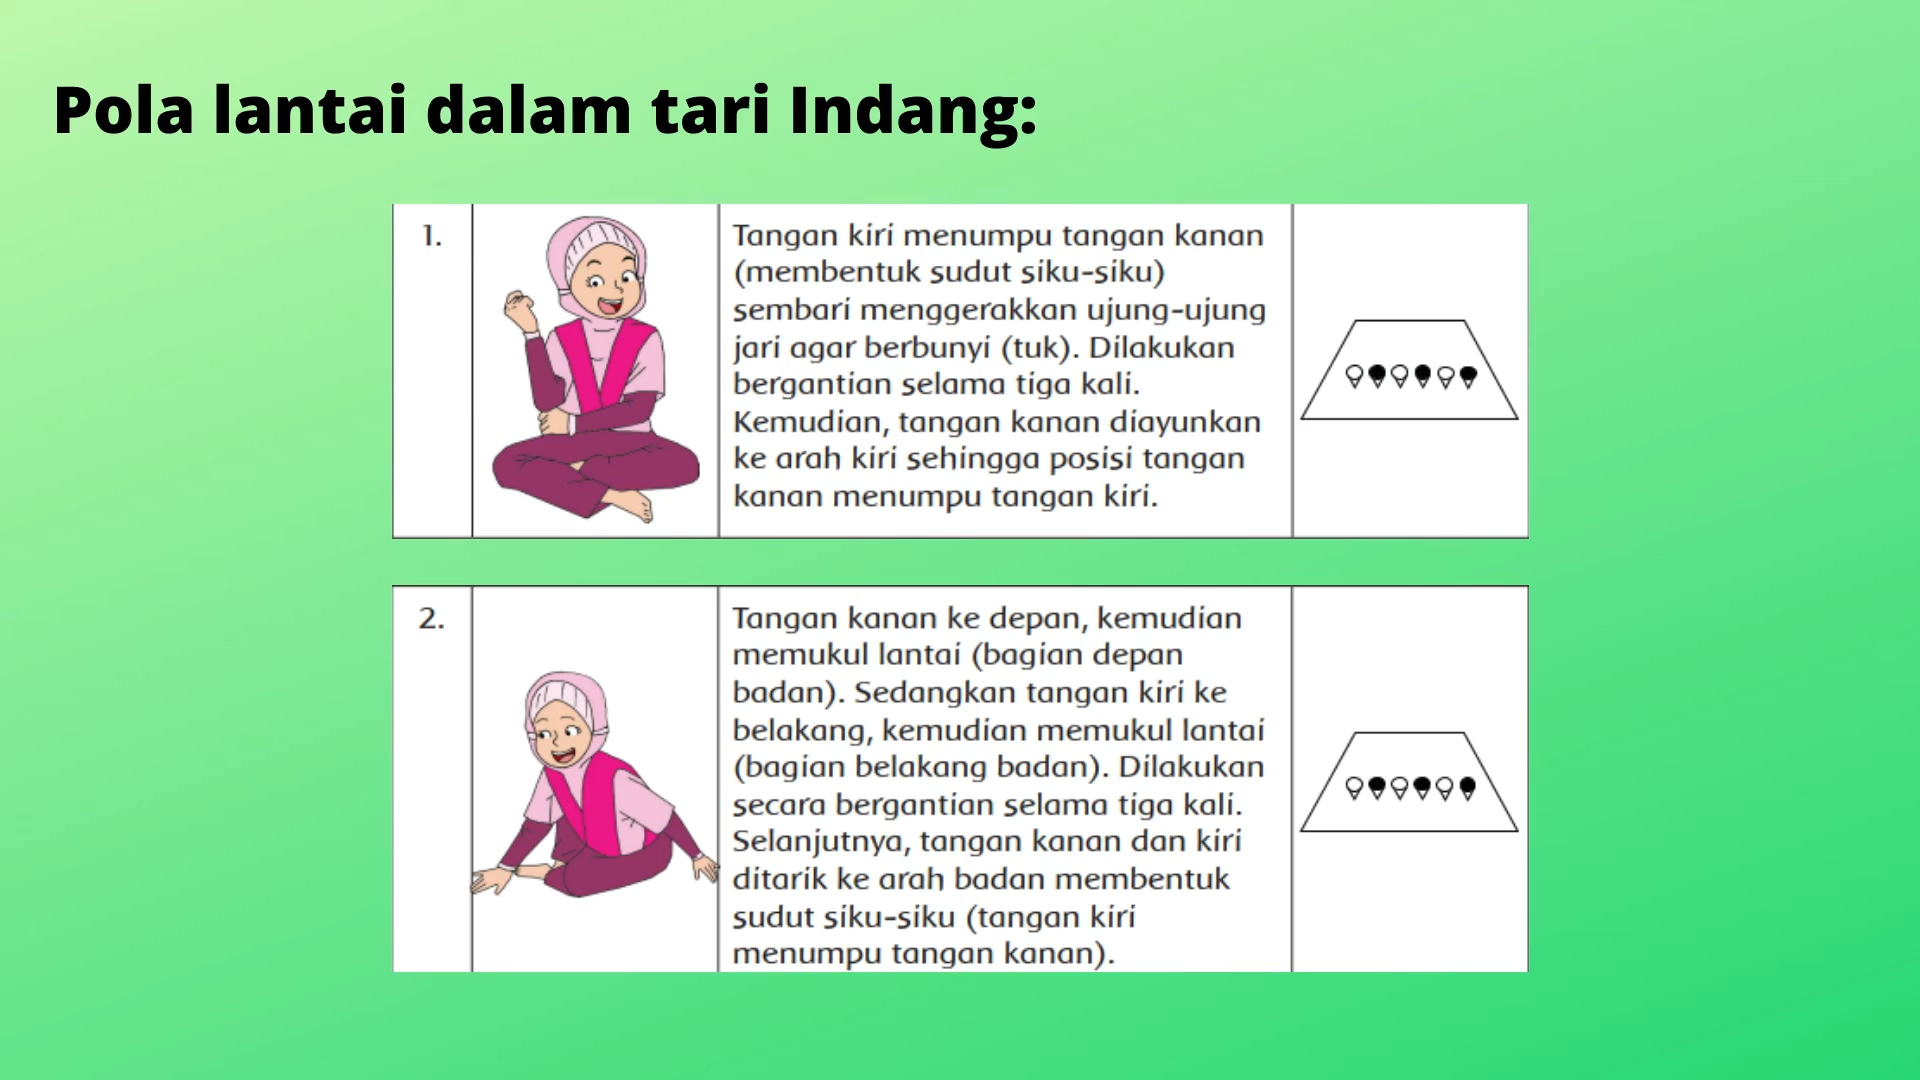 Pola lantai dalam tari Indang:
1.
Tangan kiri menumpu tangan kanan
(membentuk sudut siku-siku)
sembari menggerakkan ujung-ujung
jari agar berbunyi (tuk). Dilakukan
bergantian selama tiga kali.
Kemudian, tangan kanan diayunkan
ke arah kiri sehingga posisi tangan
kanan menumpu tangan kiri.
2.
Tangan kanan ke depan, kemudian
memukul lantai (bagian depan
badan). Sedangkan tangan kiri ke
belakang, kemudian memukul lantai
(bagian belakang badan). Dilakukan
secara bergantian selama tiga kali.
Selanjutnya, tangan kanan dan kiri
ditarik ke arah badan membentuk
sudut siku-siku (tangan kiri
menumpu tangan kanan).